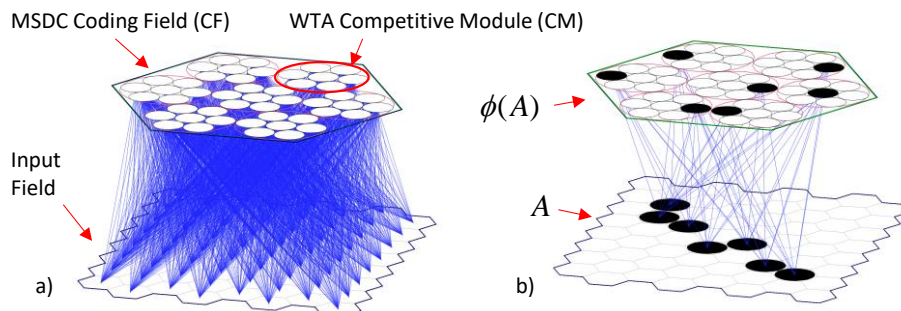 MSDC Coding Field (CF)
WTA Competitive Module (CM)
ϕ(A)
Input
Field
A
a)
b)